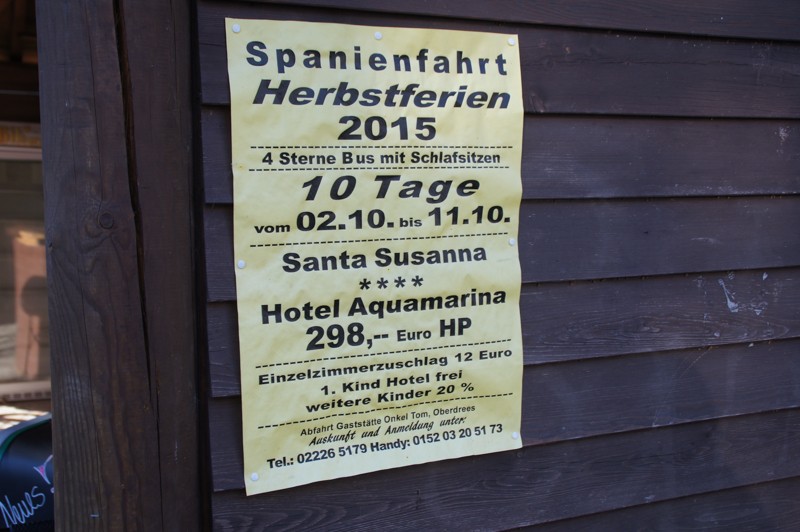 Spanienfahrt
Herbstferien
2015
4 Sterne Bus mit Schlafsitzen
10 Tage
vom 02.10. bis 11.10.
Santa Susanna
****
Hotel Aquamarina
298,-- Euro HP
Einzelzimmerzuschlag 12 Euro
1. Kind Hotel frei
weitere Kinder 20 %
Abfahrt Gaststätte Onkel Tom, Oberdrees
Auskunft und Anmeldung unter:
Tel.: 02226 5179 Handy: 0152 03 20 51 73
Neues